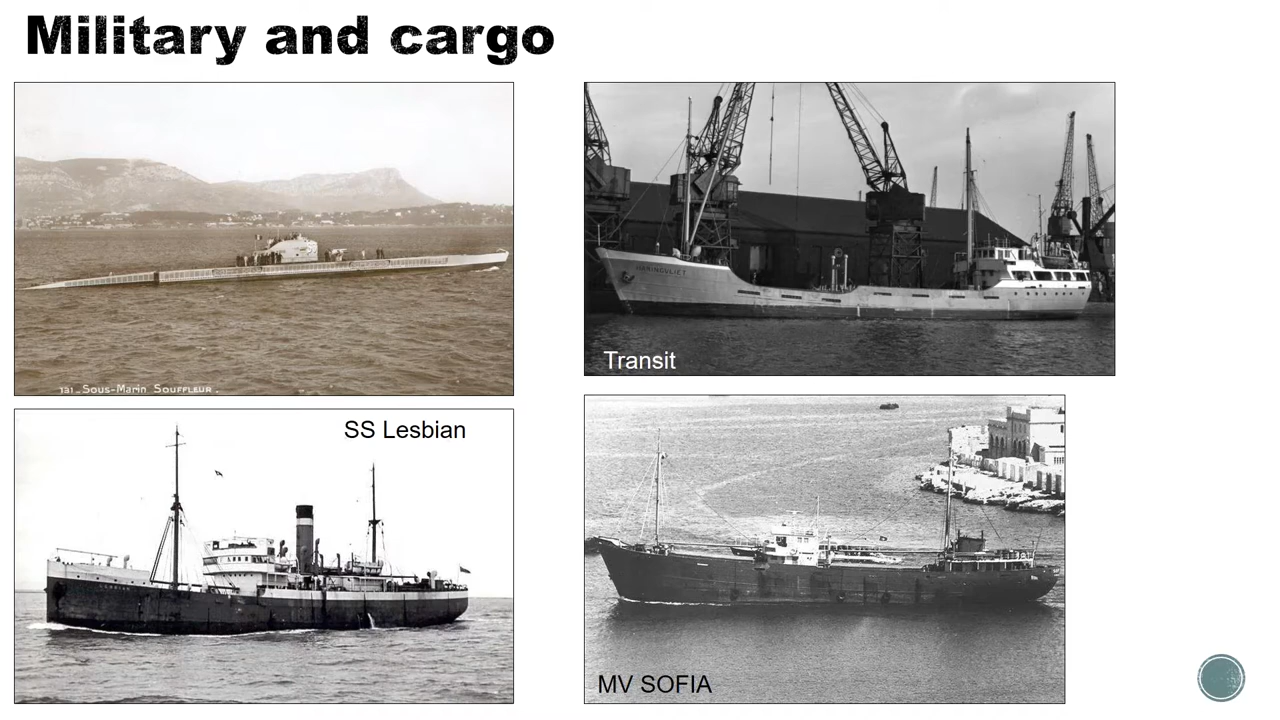 Military and cargo
131_Sous-Marin SOUFFLEUR.
Transit
SS Lesbian
MV SOFIA